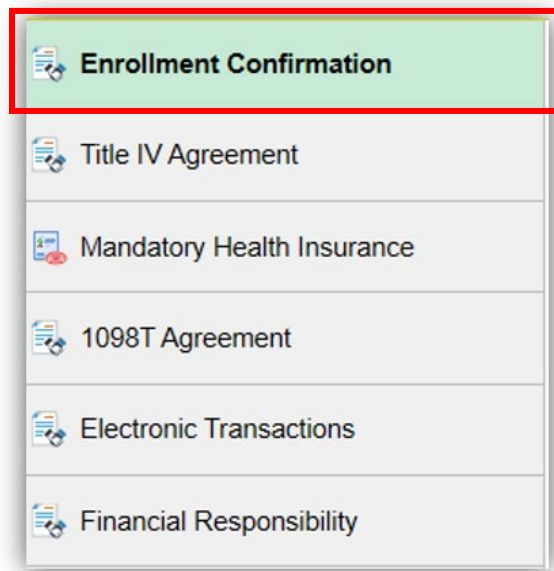 Enrollment Confirmation
Title IV Agreement
Mandatory Health Insurance
1098T Agreement
Electronic Transactions
Financial Responsibility